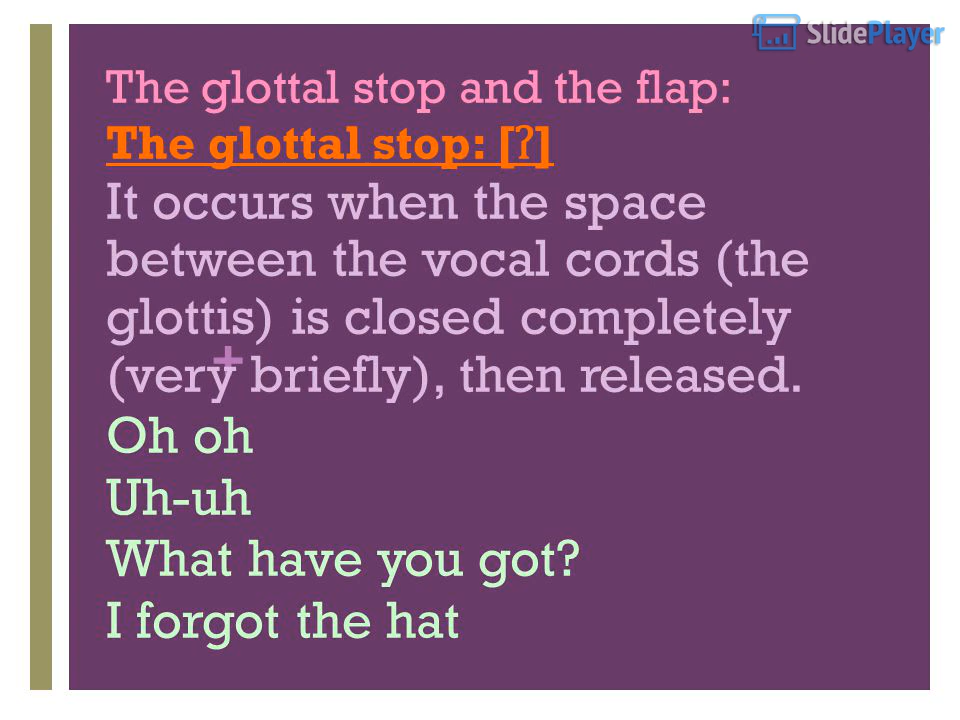 SlidePlayer
The glottal stop and the flap:
The glottal stop: [ʔ]
It occurs when the space
between the vocal cords (the
glottis) is closed completely
+
(very briefly), then released.
Oh oh
Uh-uh
What have you got?
I forgot the hat